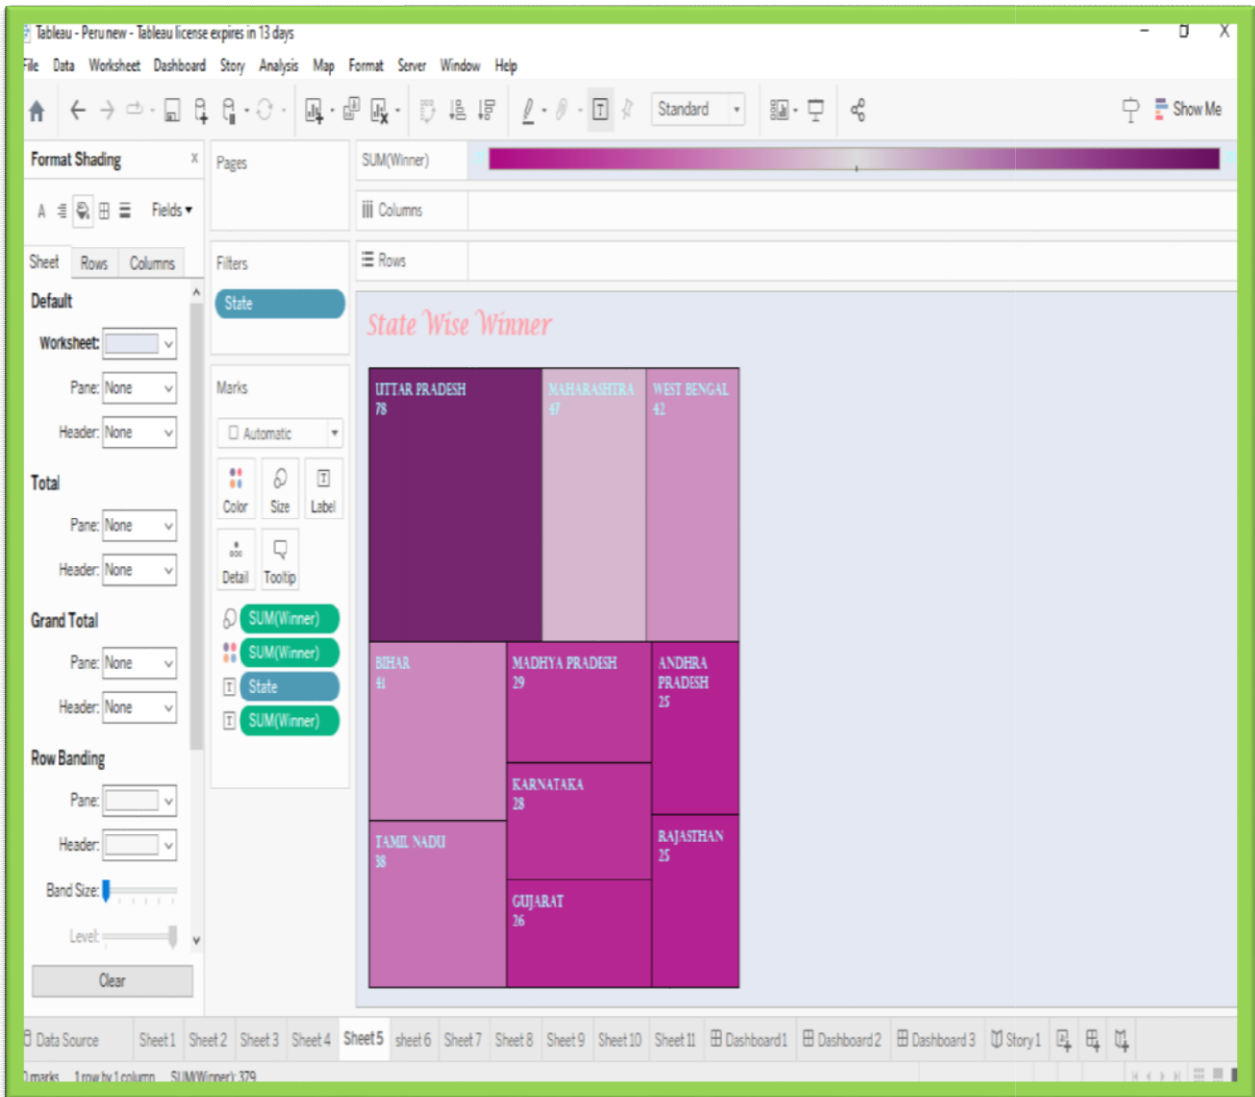 Tableau - Peru new - Tableau license expires in 13 days
File Data Worksheet Dashboard Story Analysis Map Format Server Window Help
Standard
Show Me
Format Shading
Fields
Sheet Rows Columns
Default
Worksheet:
Pane: None
Header: None
Total
Pane: None
Header: None
Grand Total
Pane: None
Header: None
Row Banding
Pane:
Header:
Band Size:
Level:
Clear
Pages
Filters
State
Marks
Automatic
Color Size Label
Detail Tooltip
SUM(Winner)
SUM(Winner)
State
SUM(Winner)
SUM(Winner)
Columns
Rows
State Wise Winner
UTTAR PRADESH
78
MAHARASHTRA
47
WEST BENGAL
42
BIHAR
41
TAMIL NADU
38
MADHYA PRADESH
29
KARNATAKA
28
GUJARAT
26
ANDHRA
PRADESH
25
RAJASTHAN
25
Data Source Sheet 1 Sheet 2 Sheet 3 Sheet 4 Sheet 5 sheet 6 Sheet 7 Sheet 8 Sheet 9 Sheet 10 Sheet 11 Dashboard 1 Dashboard 2 Dashboard 3 Story 1
marks 1 row by 1 column SUM(Winner): 379